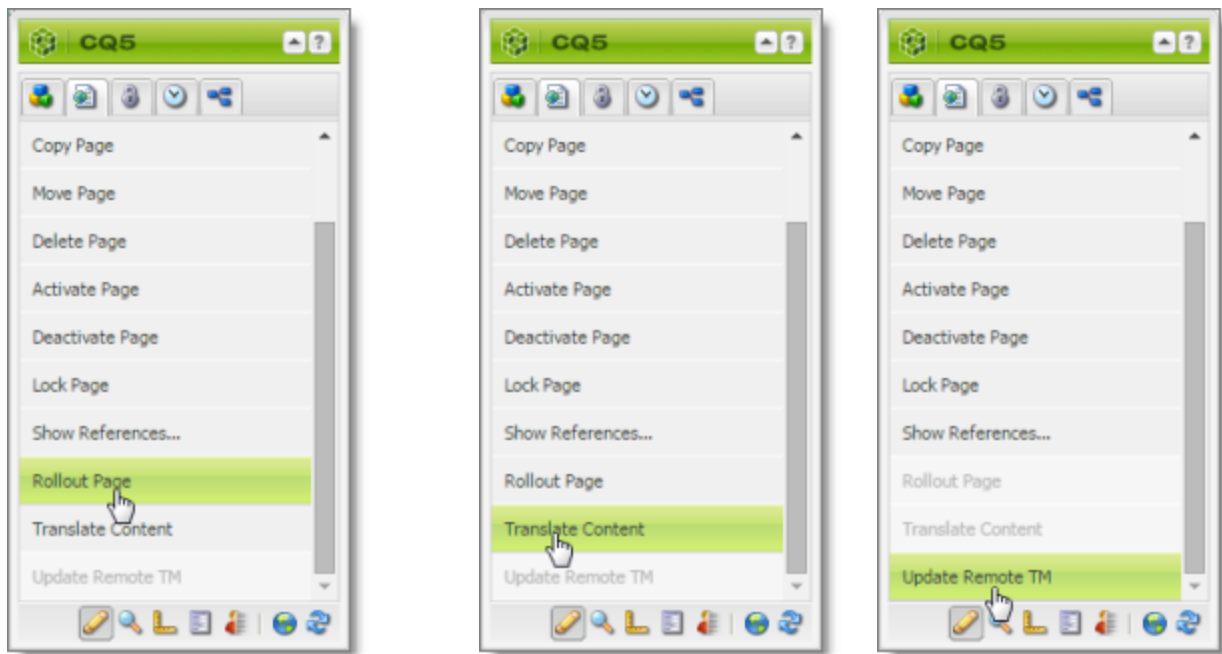 CQ5
?
Copy Page
Move Page
Delete Page
Activate Page
Deactivate Page
Lock Page
Show References...
Rollout Page
Translate Content
Update Remote TM
CQ5
?
Copy Page
Move Page
Delete Page
Activate Page
Deactivate Page
Lock Page
Show References...
Rollout Page
Translate Content
Update Remote TM
CQ5
?
Copy Page
Move Page
Delete Page
Activate Page
Deactivate Page
Lock Page
Show References...
Rollout Page
Translate Content
Update Remote TM